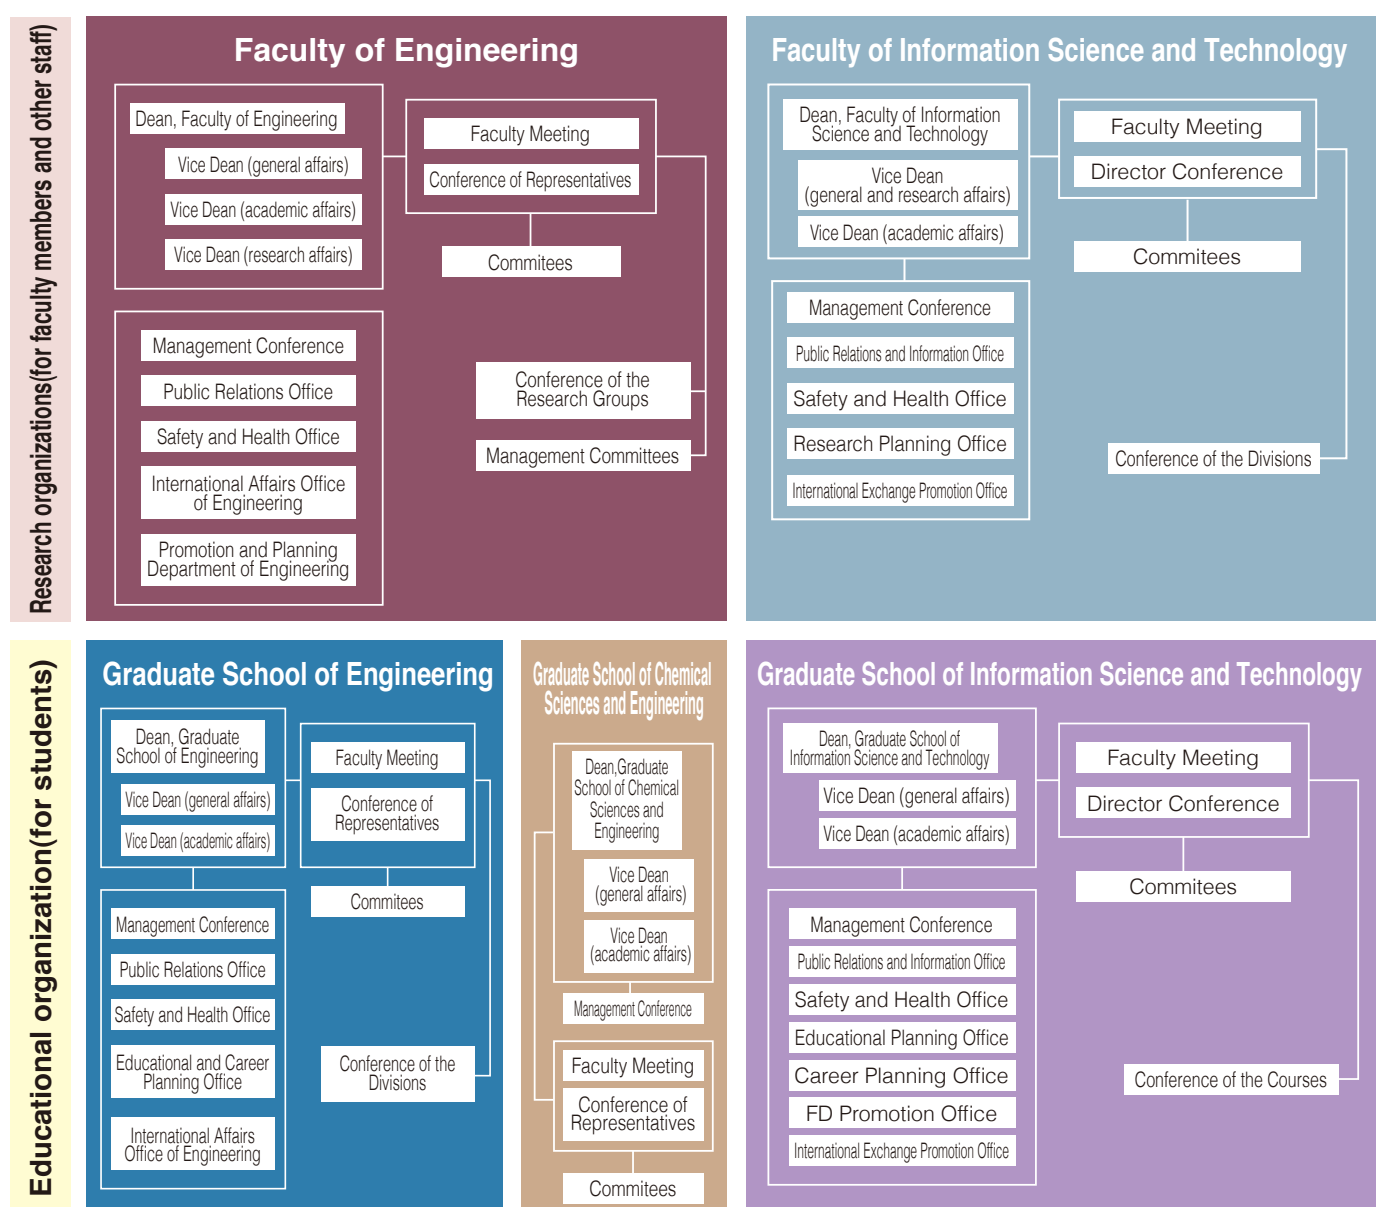 Research organizations(for faculty members and other staff)
Faculty of Engineering
Dean, Faculty of Engineering
Vice Dean (general affairs)
Vice Dean (academic affairs)
Vice Dean (research affairs)
Faculty Meeting
Conference of Representatives
Commitees
Management Conference
Public Relations Office
Safety and Health Office
International Affairs Office
of Engineering
Promotion and Planning
Department of Engineering
Conference of the
Research Groups
Management Committees
Faculty of Information Science and Technology
Dean, Faculty of Information
Science and Technology
Vice Dean
(general and research affairs)
Vice Dean (academic affairs)
Faculty Meeting
Director Conference
Commitees
Management Conference
Public Relations and Information Office
Safety and Health Office
Research Planning Office
International Exchange Promotion Office
Conference of the Divisions
Educational organization(for students)
Graduate School of Engineering
Dean, Graduate
School of Engineering
Vice Dean (general affairs)
Vice Dean (academic affairs)
Faculty Meeting
Conference of
Representatives
Commitees
Management Conference
Public Relations Office
Safety and Health Office
Educational and Career
Planning Office
International Affairs
Office of Engineering
Conference of the
Divisions
Graduate School of Chemical
Sciences and Engineering
Dean,Graduate
School of Chemical
Sciences and
Engineering
Vice Dean
(general affairs)
Vice Dean
(academic affairs)
Management Conference
Faculty Meeting
Conference of
Representatives
Commitees
Graduate School of Information Science and Technology
Dean, Graduate School of
Information Science and Technology
Vice Dean (general affairs)
Vice Dean (academic affairs)
Faculty Meeting
Director Conference
Commitees
Management Conference
Public Relations and Information Office
Safety and Health Office
Educational Planning Office
Career Planning Office
FD Promotion Office
International Exchange Promotion Office
Conference of the Courses